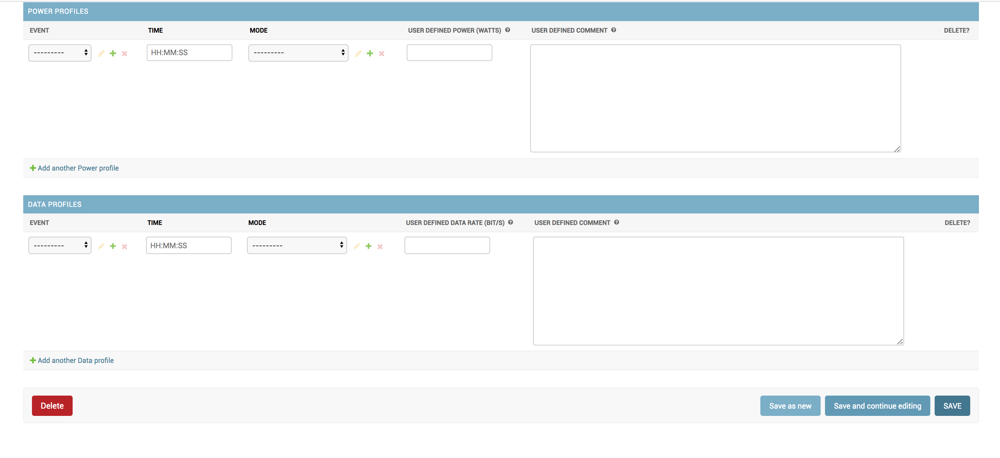 POWER PROFILES
EVENT TIME MODE USER DEFINED POWER (WATTS) USER DEFINED COMMENT DELETE?
--------- HH:MM:SS ---------
Add another Power profile
DATA PROFILES
EVENT TIME MODE USER DEFINED DATA RATE (BIT/S) USER DEFINED COMMENT DELETE?
--------- HH:MM:SS ---------
Add another Data profile
Delete Save as new Save and continue editing SAVE